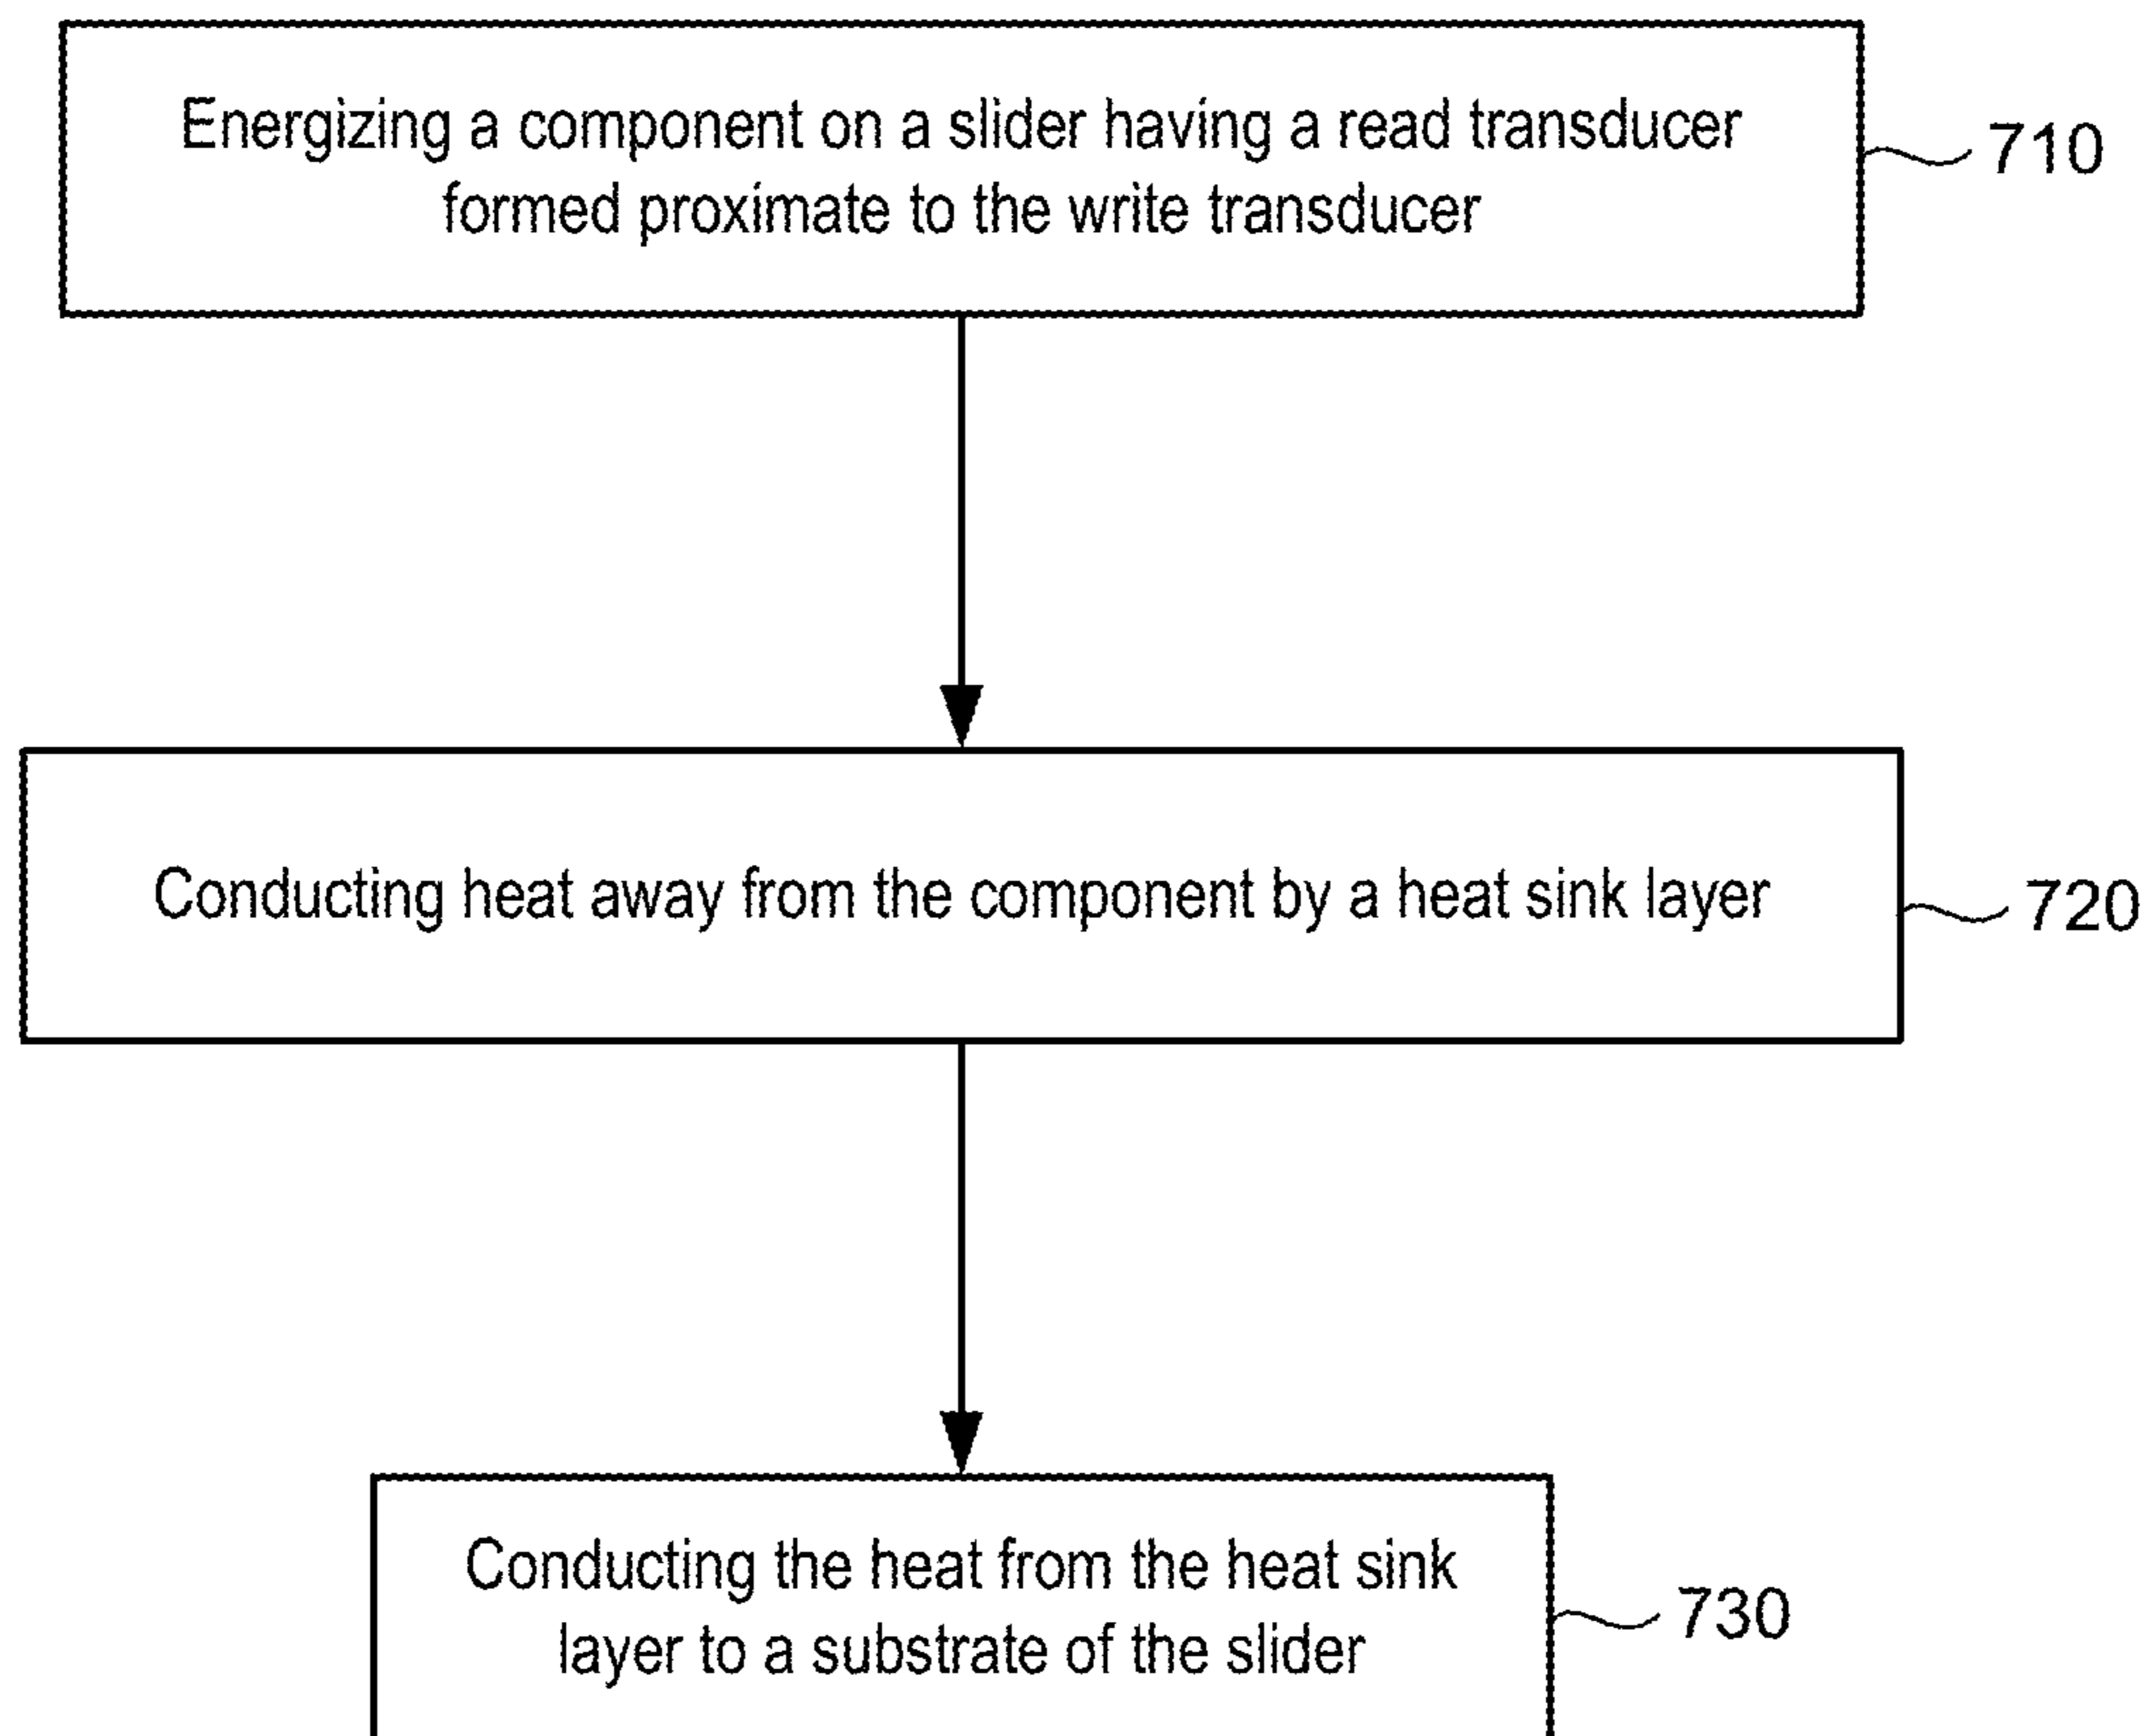 Energizing a component on a slider having a read transducer
formed proximate to the write transducer
710
Conducting heat away from the component by a heat sink layer
720
Conducting the heat from the heat sink
layer to a substrate of the slider
730